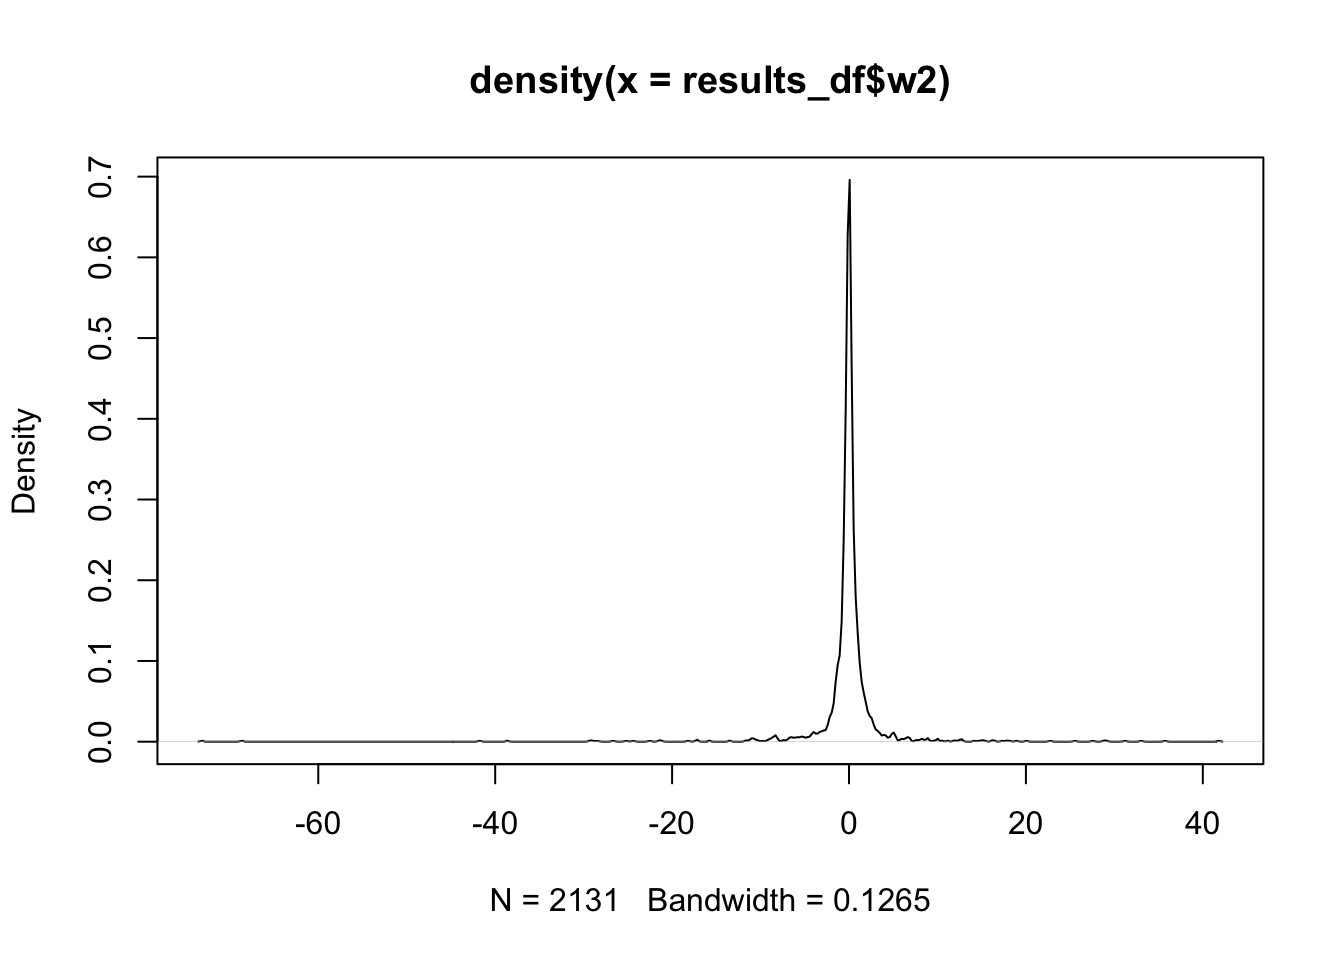 density(x = results_df$w2)
Density
0.7
0.6
0.5
0.4
0.3
0.2
0.1
0.0
-60 -40 -20 0 20 40
N = 2131 Bandwidth = 0.1265